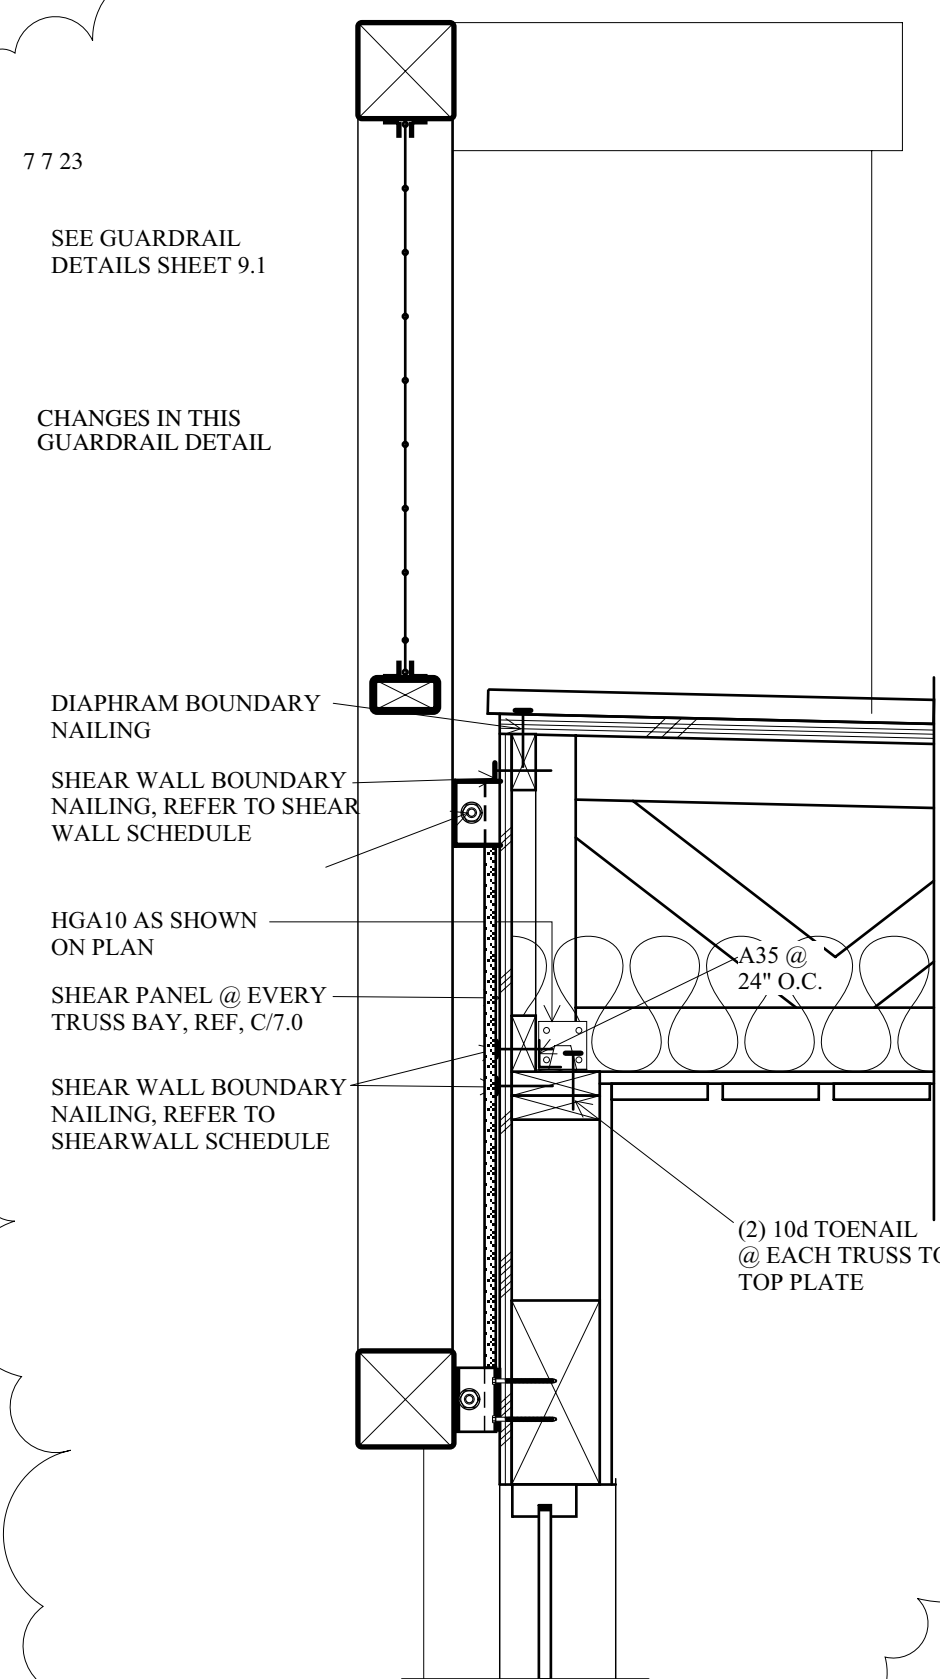 7 7 23
SEE GUARDRAIL
DETAILS SHEET 9.1
CHANGES IN THIS
GUARDRAIL DETAIL
DIAPHRAM BOUNDARY
NAILING
SHEAR WALL BOUNDARY
NAILING, REFER TO SHEAR
WALL SCHEDULE
HGA10 AS SHOWN
ON PLAN
A35 @
24" O.C.
SHEAR PANEL @ EVERY
TRUSS BAY, REF, C/7.0
SHEAR WALL BOUNDARY
NAILING, REFER TO
SHEARWALL SCHEDULE
(2) 10d TOENAIL
@ EACH TRUSS TO
TOP PLATE